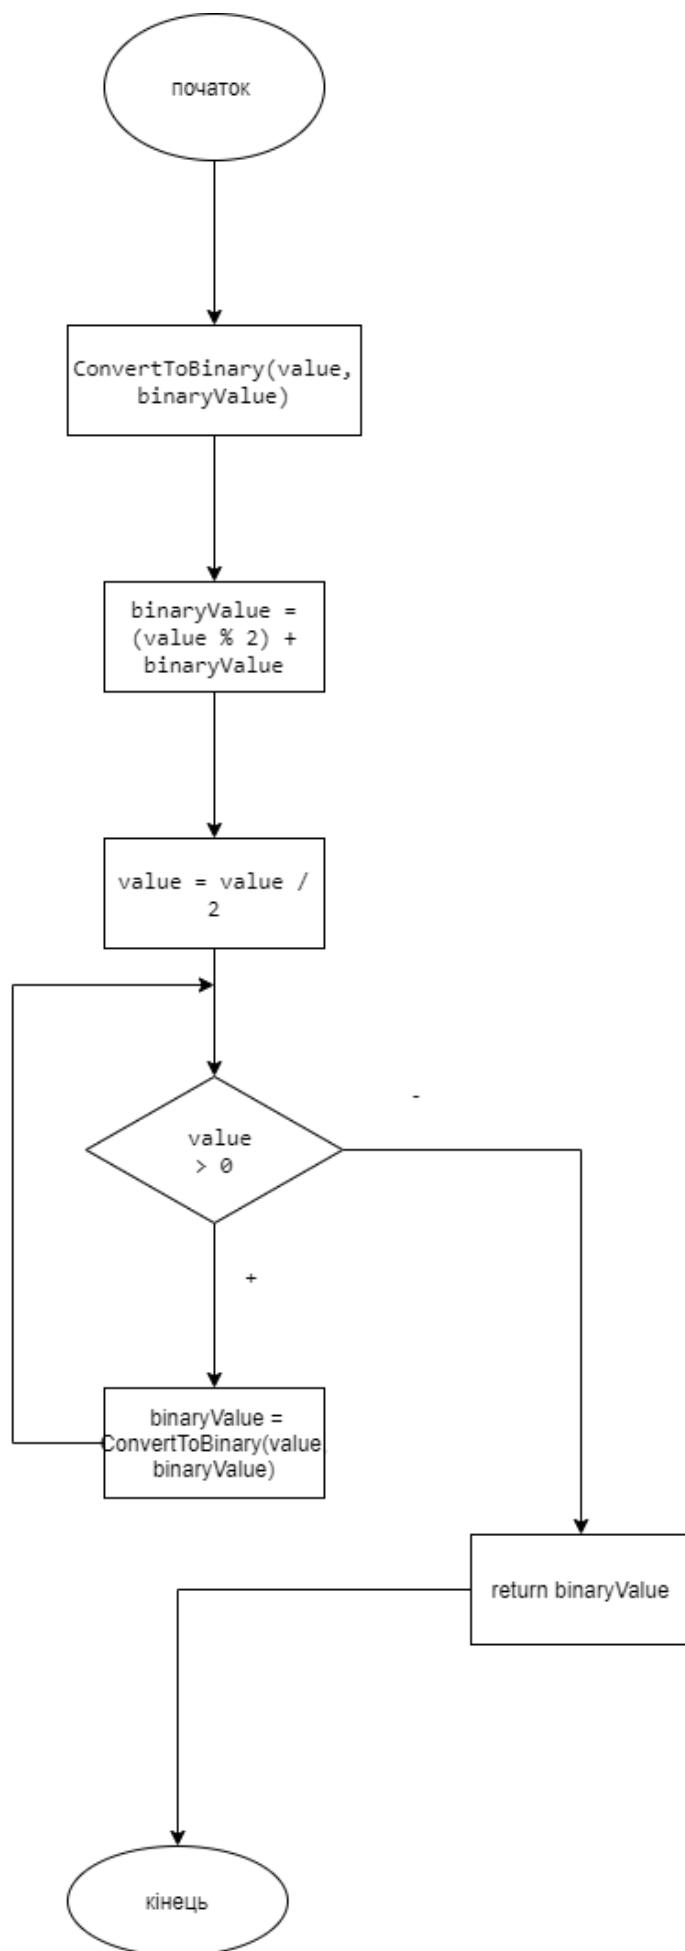 початок
ConvertToBinary(value,
binaryValue)
binaryValue =
(value % 2) +
binaryValue
value = value /
2
value
> 0
-
+
binaryValue =
ConvertToBinary(value,
binaryValue)
return binaryValue
кінець